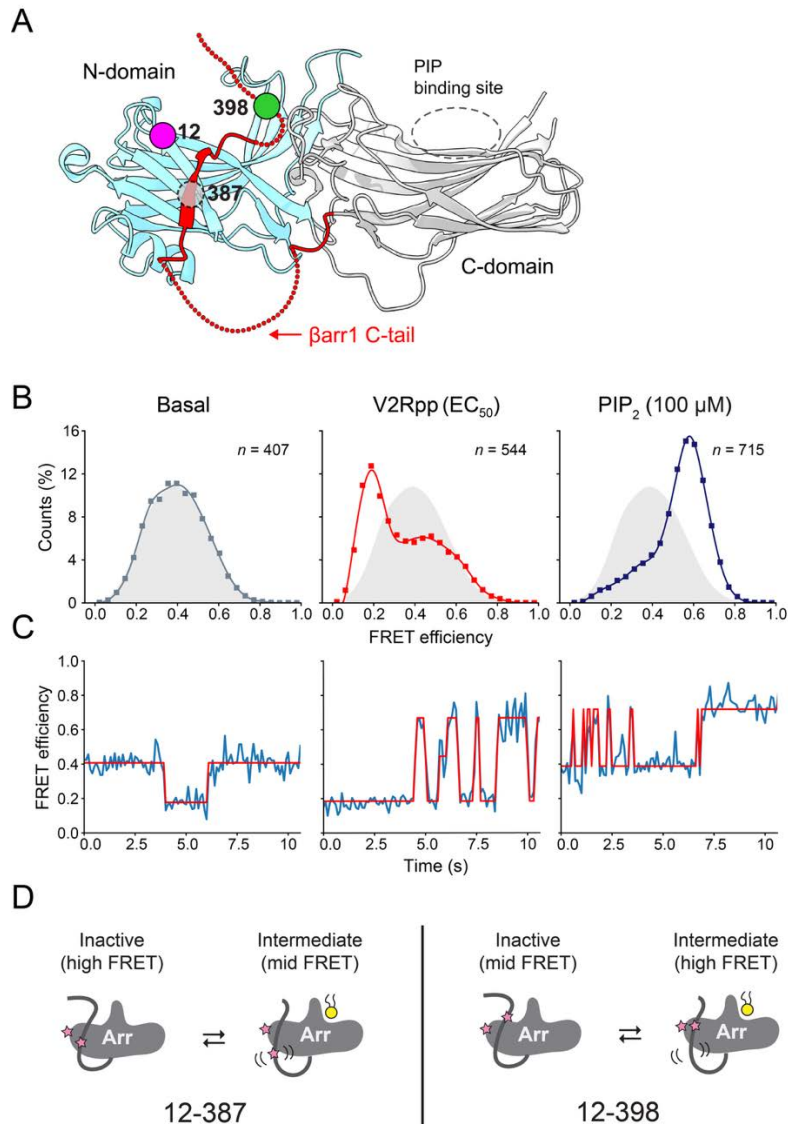 A
N-domain
PIP
binding site
398
12
387
C-domain
βarr1 C-tail
B
Basal
V2Rpp (EC₅₀)
PIP₂ (100 μM)
16
12
8
4
0
Counts (%)
n = 407
n = 544
n = 715
0.0 0.2 0.4 0.6 0.8 1.0
0.0 0.2 0.4 0.6 0.8 1.0
0.0 0.2 0.4 0.6 0.8 1.0
FRET efficiency
C
1.0
0.8
0.6
0.4
0.2
0.0
FRET efficiency
0.0 2.5 5.0 7.5 10
0.0 2.5 5.0 7.5 10
0.0 2.5 5.0 7.5 10
Time (s)
D
Inactive
(high FRET)
Intermediate
(mid FRET)
Inactive
(mid FRET)
Intermediate
(high FRET)
Arr
Arr
Arr
Arr
12-387
12-398